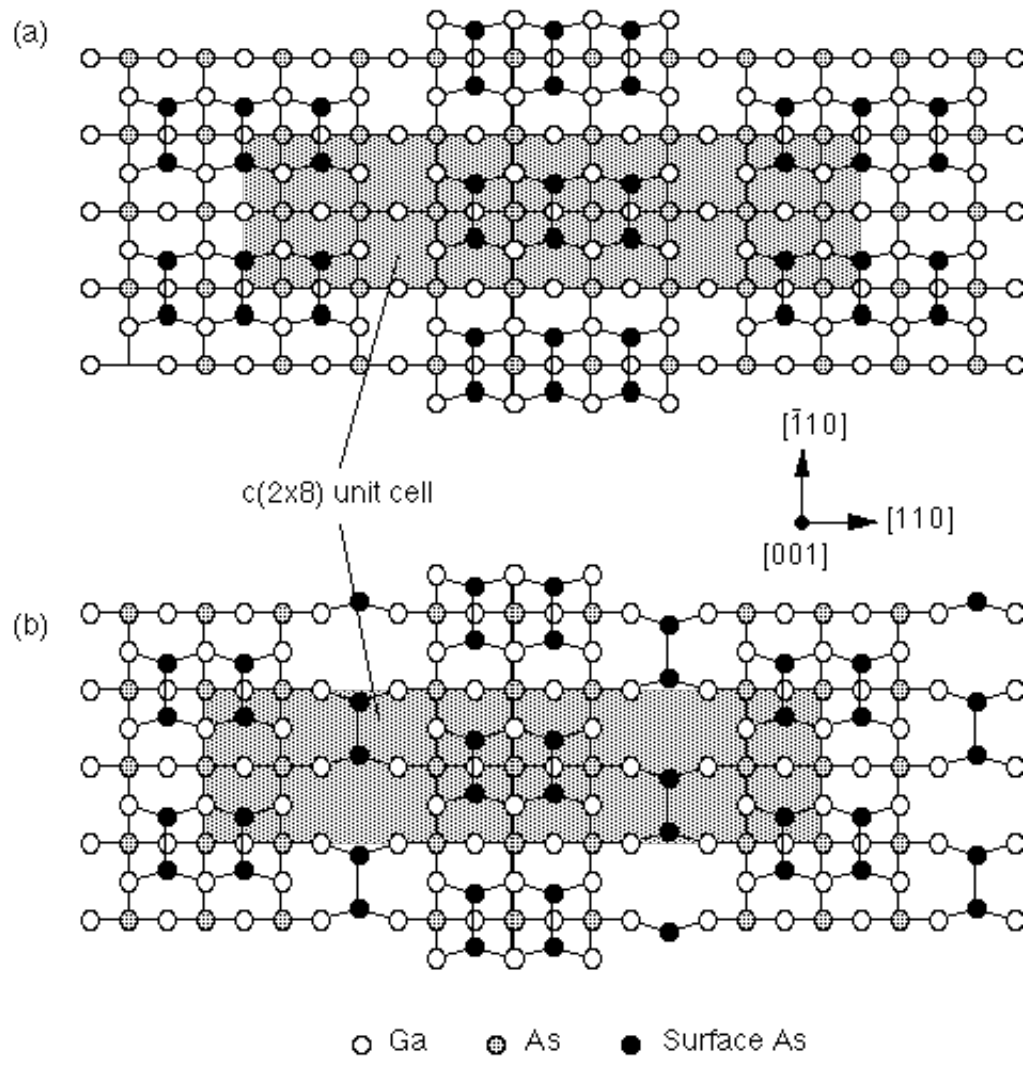 (a)
[1̄10]
c(2x8) unit cell
[110]
[001]
(b)
Ga As Surface As